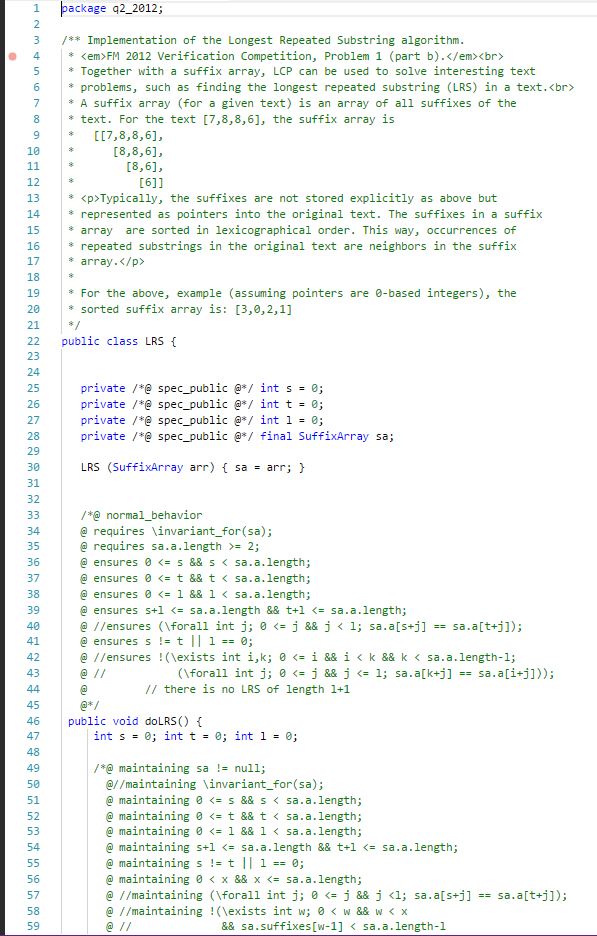 1 package q2_2012;
2
3 /** Implementation of the Longest Repeated Substring algorithm.
4 * <em>FM 2012 Verification Competition, Problem 1 (part b).</em><br>
5 * Together with a suffix array, LCP can be used to solve interesting text
6 * problems, such as finding the longest repeated substring (LRS) in a text.<br>
7 * A suffix array (for a given text) is an array of all suffixes of the
8 * text. For the text [7,8,8,6], the suffix array is
9 * [[7,8,8,6],
10 * [8,8,6],
11 * [8,6],
12 * [6]]
13 * <p>Typically, the suffixes are not stored explicitly as above but
14 * represented as pointers into the original text. The suffixes in a suffix
15 * array  are sorted in lexicographical order. This way, occurrences of
16 * repeated substrings in the original text are neighbors in the suffix
17 * array.</p>
18 *
19 * For the above, example (assuming pointers are 0-based integers), the
20 * sorted suffix array is: [3,0,2,1]
21 */
22 public class LRS {
23
24
25 private /*@ spec_public @*/ int s = 0;
26 private /*@ spec_public @*/ int t = 0;
27 private /*@ spec_public @*/ int l = 0;
28 private /*@ spec_public @*/ final SuffixArray sa;
29
30 LRS (SuffixArray arr) { sa = arr; }
31
32
33 /*@ normal_behavior
34 @ requires \invariant_for(sa);
35 @ requires sa.a.length >= 2;
36 @ ensures 0 <= s && s < sa.a.length;
37 @ ensures 0 <= t && t < sa.a.length;
38 @ ensures 0 <= l && l < sa.a.length;
39 @ ensures s+l <= sa.a.length && t+l <= sa.a.length;
40 @ //ensures (\forall int j; 0 <= j && j < l; sa.a[s+j] == sa.a[t+j]);
41 @ ensures s != t || l == 0;
42 @ //ensures !(\exists int i,k; 0 <= i && i < k && k < sa.a.length-l;
43 @ // (\forall int j; 0 <= j && j <= l; sa.a[k+j] == sa.a[i+j]));
44 @ // there is no LRS of length l+1
45 @*/
46 public void doLRS() {
47 int s = 0; int t = 0; int l = 0;
48
49 /*@ maintaining sa != null;
50 @//maintaining \invariant_for(sa);
51 @ maintaining 0 <= s && s < sa.a.length;
52 @ maintaining 0 <= t && t < sa.a.length;
53 @ maintaining 0 <= l && l < sa.a.length;
54 @ maintaining s+l <= sa.a.length && t+l <= sa.a.length;
55 @ maintaining s != t || l == 0;
56 @ maintaining 0 < x && x <= sa.a.length;
57 @ //maintaining (\forall int j; 0 <= j && j <l; sa.a[s+j] == sa.a[t+j]);
58 @ //maintaining !(\exists int w; 0 < w && w < x
59 @ // && sa.suffixes[w-1] < sa.a.length-l